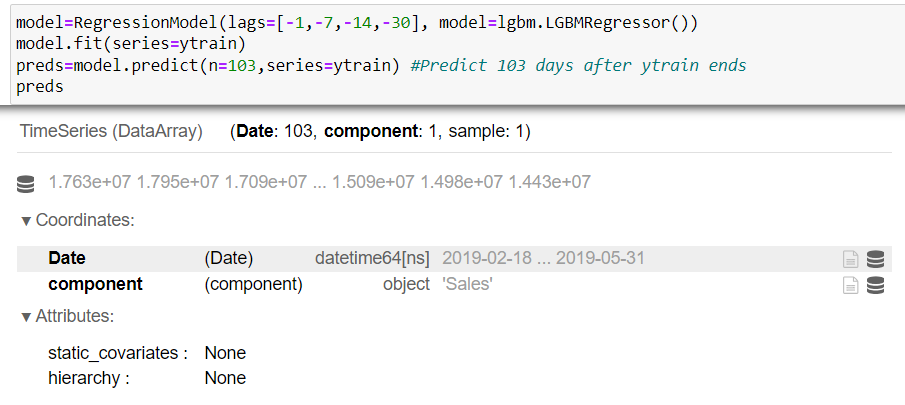 model=RegressionModel(lags=[-1,-7,-14,-30], model=lgbm.LGBMRegressor())
model.fit(series=ytrain)
preds=model.predict(n=103,series=ytrain) #Predict 103 days after ytrain ends
preds
TimeSeries (DataArray) (Date: 103, component: 1, sample: 1)
1.763e+07 1.795e+07 1.709e+07 ... 1.509e+07 1.498e+07 1.443e+07
▼ Coordinates:
Date (Date) datetime64[ns] 2019-02-18 ... 2019-05-31
component (component) object 'Sales'
▼ Attributes:
static_covariates : None
hierarchy : None